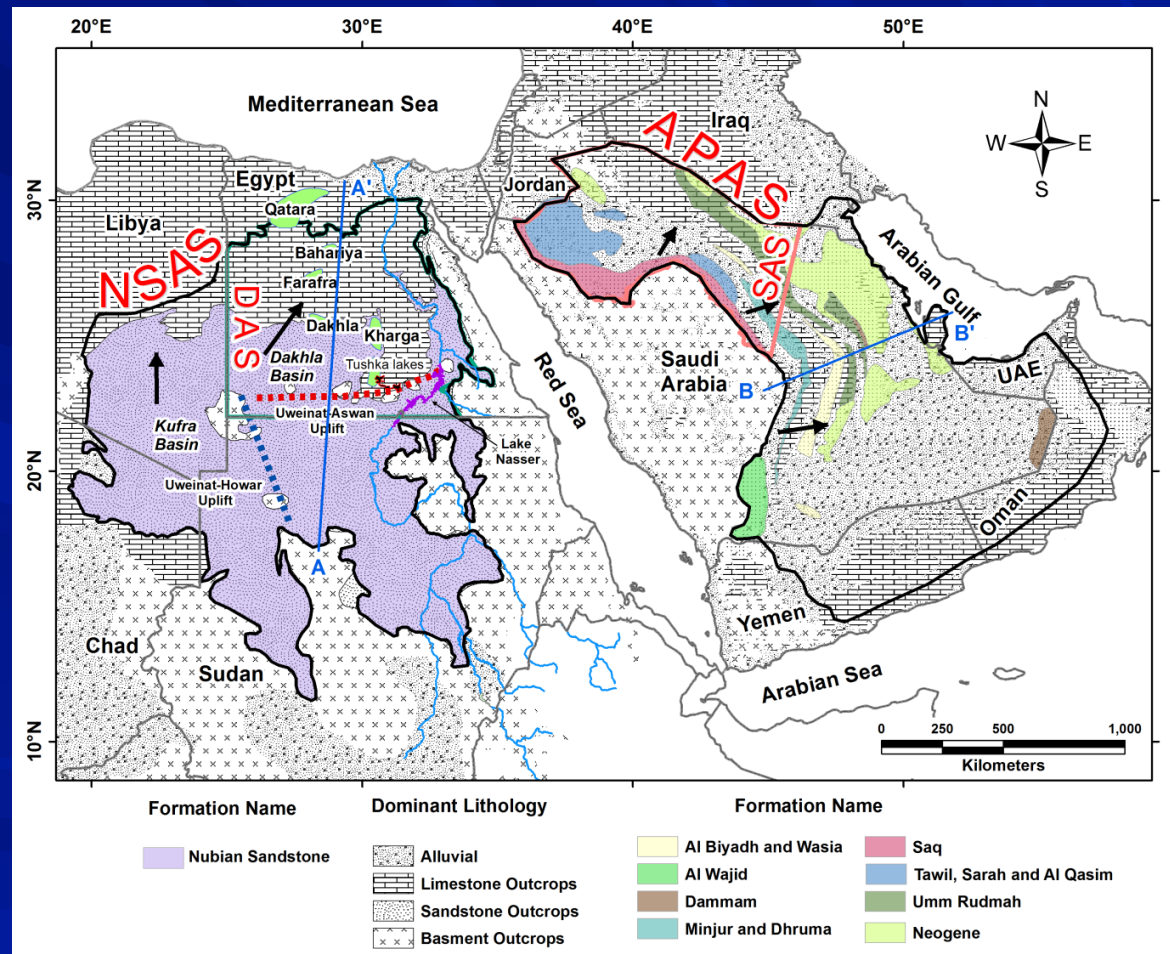 20°E
30°E
40°E
50°E
30°N
20°N
10°N
Mediterranean Sea
Iraq
N
W
E
S
APAS
Jordan
Egypt
A'
Qatara
Libya
NSAS
Bahariya
SAS
Arabian Gulf
DAS
Farafra
Dakhla
Kharga
Dakhla
Basin
Tushka lakes
Red Sea
Saudi
Arabia
B'
B
UAE
Uweinat-Aswan
Uplift
Kufra
Basin
Lake
Nasser
Uweinat-Howar
Uplift
Oman
A
Yemen
Chad
Sudan
Arabian Sea
0 250 500 1,000
Kilometers
Formation Name
Nubian Sandstone
Dominant Lithology
Alluvial
Limestone Outcrops
Sandstone Outcrops
Basment Outcrops
Formation Name
Al Biyadh and Wasia
Al Wajid
Dammam
Minjur and Dhruma
Saq
Tawil, Sarah and Al Qasim
Umm Rudmah
Neogene